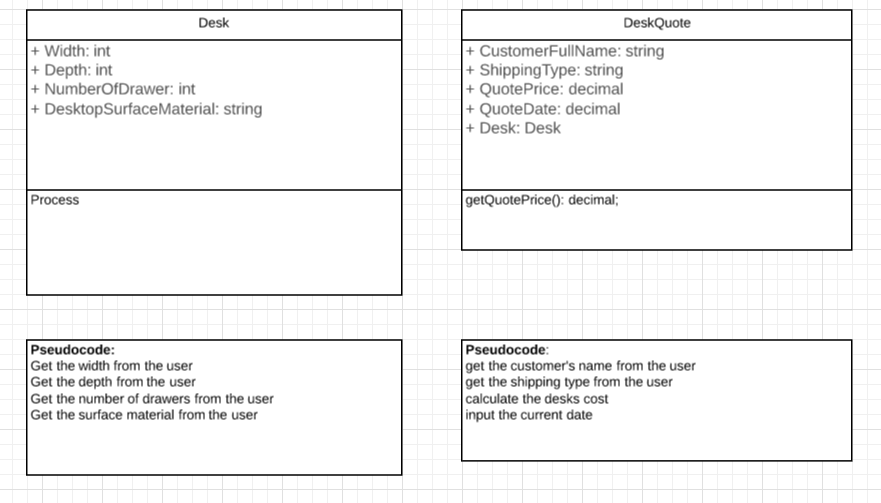 Desk
+ Width: int
+ Depth: int
+ NumberOfDrawer: int
+ DesktopSurfaceMaterial: string
Process
DeskQuote
+ CustomerFullName: string
+ ShippingType: string
+ QuotePrice: decimal
+ QuoteDate: decimal
+ Desk: Desk
getQuotePrice(): decimal;
Pseudocode:
Get the width from the user
Get the depth from the user
Get the number of drawers from the user
Get the surface material from the user
Pseudocode:
get the customer's name from the user
get the shipping type from the user
calculate the desks cost
input the current date